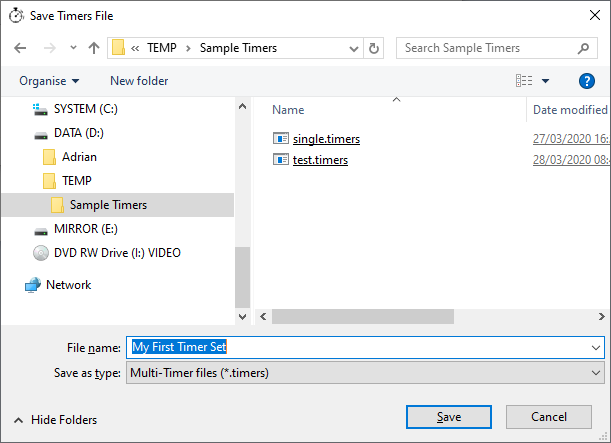 Save Timers File
« TEMP › Sample Timers
Search Sample Timers
Organise
New folder
?
SYSTEM (C:)
DATA (D:)
Adrian
TEMP
Sample Timers
MIRROR (E:)
DVD RW Drive (I:) VIDEO
Network
Name
Date modified
single.timers
27/03/2020 16:
test.timers
28/03/2020 08:
File name:
My First Timer Set
Save as type:
Multi-Timer files (*.timers)
Hide Folders
Save
Cancel